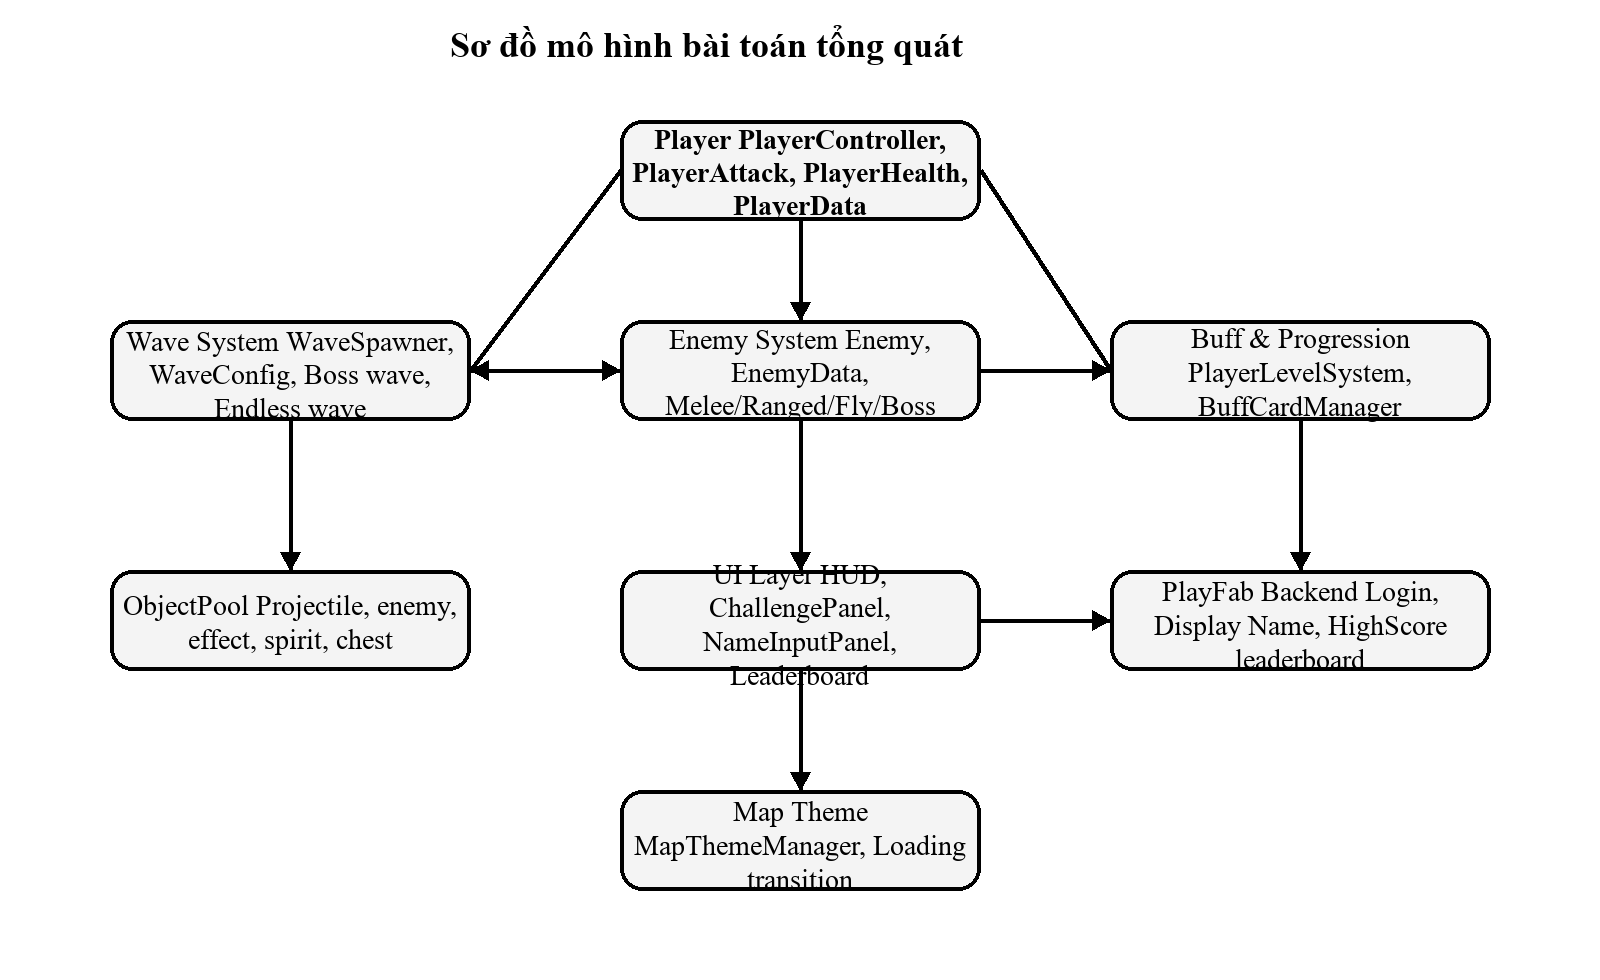 Sơ đồ mô hình bài toán tổng quát
Player PlayerController,
PlayerAttack, PlayerHealth,
PlayerData
Wave System WaveSpawner,
WaveConfig, Boss wave,
Endless wave
Enemy System Enemy,
EnemyData,
Melee/Ranged/Fly/Boss
Buff & Progression
PlayerLevelSystem,
BuffCardManager
ObjectPool Projectile, enemy,
effect, spirit, chest
UI Layer HUD,
ChallengePanel,
NameInputPanel,
Leaderboard
PlayFab Backend Login,
Display Name, HighScore
leaderboard
Map Theme
MapThemeManager, Loading
transition